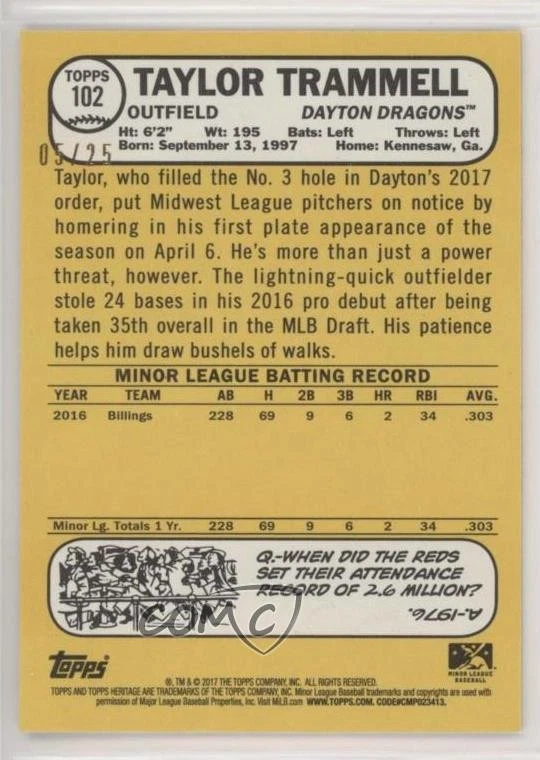 TOPPS
102
TAYLOR TRAMMELL
OUTFIELD DAYTON DRAGONS™
Ht: 6'2" Wt: 195 Bats: Left Throws: Left
Born: September 13, 1997 Home: Kennesaw, Ga.
05/25
Taylor, who filled the No. 3 hole in Dayton's 2017
order, put Midwest League pitchers on notice by
homering in his first plate appearance of the
season on April 6. He's more than just a power
threat, however. The lightning-quick outfielder
stole 24 bases in his 2016 pro debut after being
taken 35th overall in the MLB Draft. His patience
helps him draw bushels of walks.
MINOR LEAGUE BATTING RECORD
YEAR TEAM AB H 2B 3B HR RBI AVG.
2016 Billings 228 69 9 6 2 34 .303
Minor Lg. Totals 1 Yr. 228 69 9 6 2 34 .303
Q.-WHEN DID THE REDS
SET THEIR ATTENDANCE
RECORD OF 2.6 MILLION?
A.-1976.
COMC
Topps
MINOR LEAGUE
BASEBALL
®, TM & © 2017 THE TOPPS COMPANY, INC. ALL RIGHTS RESERVED.
TOPPS AND TOPPS HERITAGE ARE TRADEMARKS OF THE TOPPS COMPANY, INC. Minor League Baseball trademarks and copyrights are used with
permission of Major League Baseball Properties, Inc. Visit MiLB.com WWW.TOPPS.COM. CODE#CMP023413.